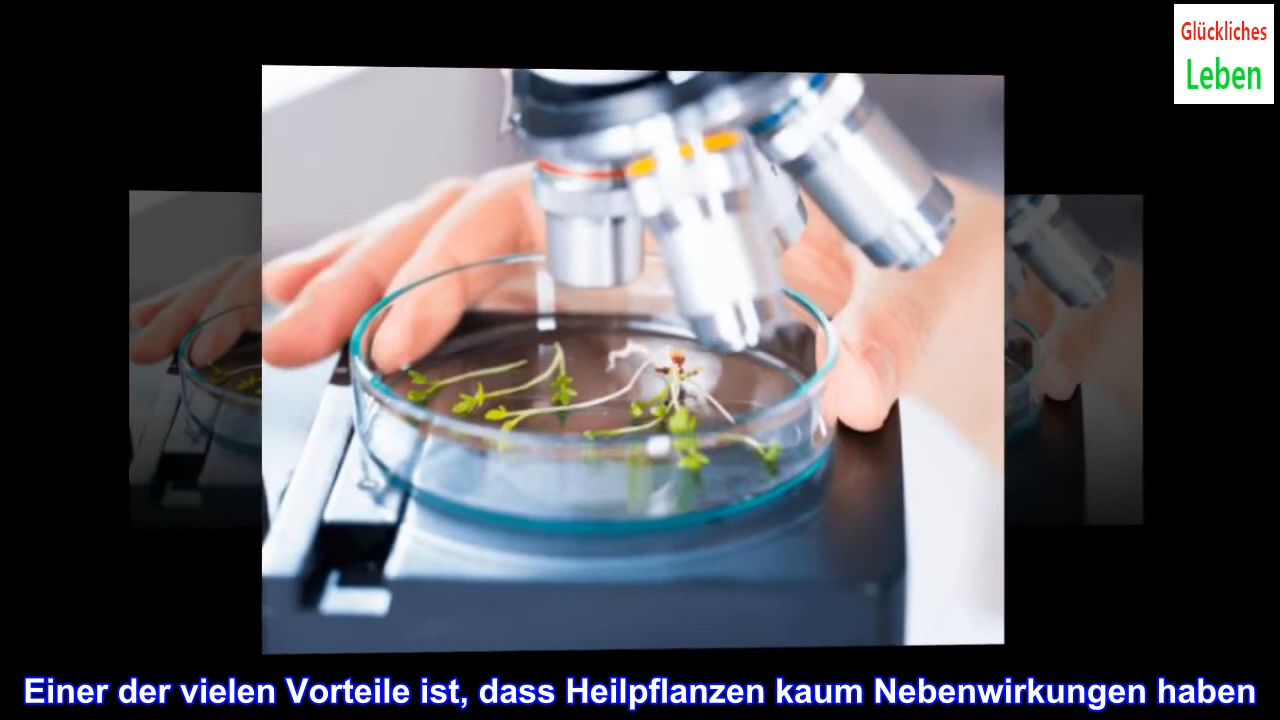 Glückliches
Leben
Einer der vielen Vorteile ist, dass Heilpflanzen kaum Nebenwirkungen haben